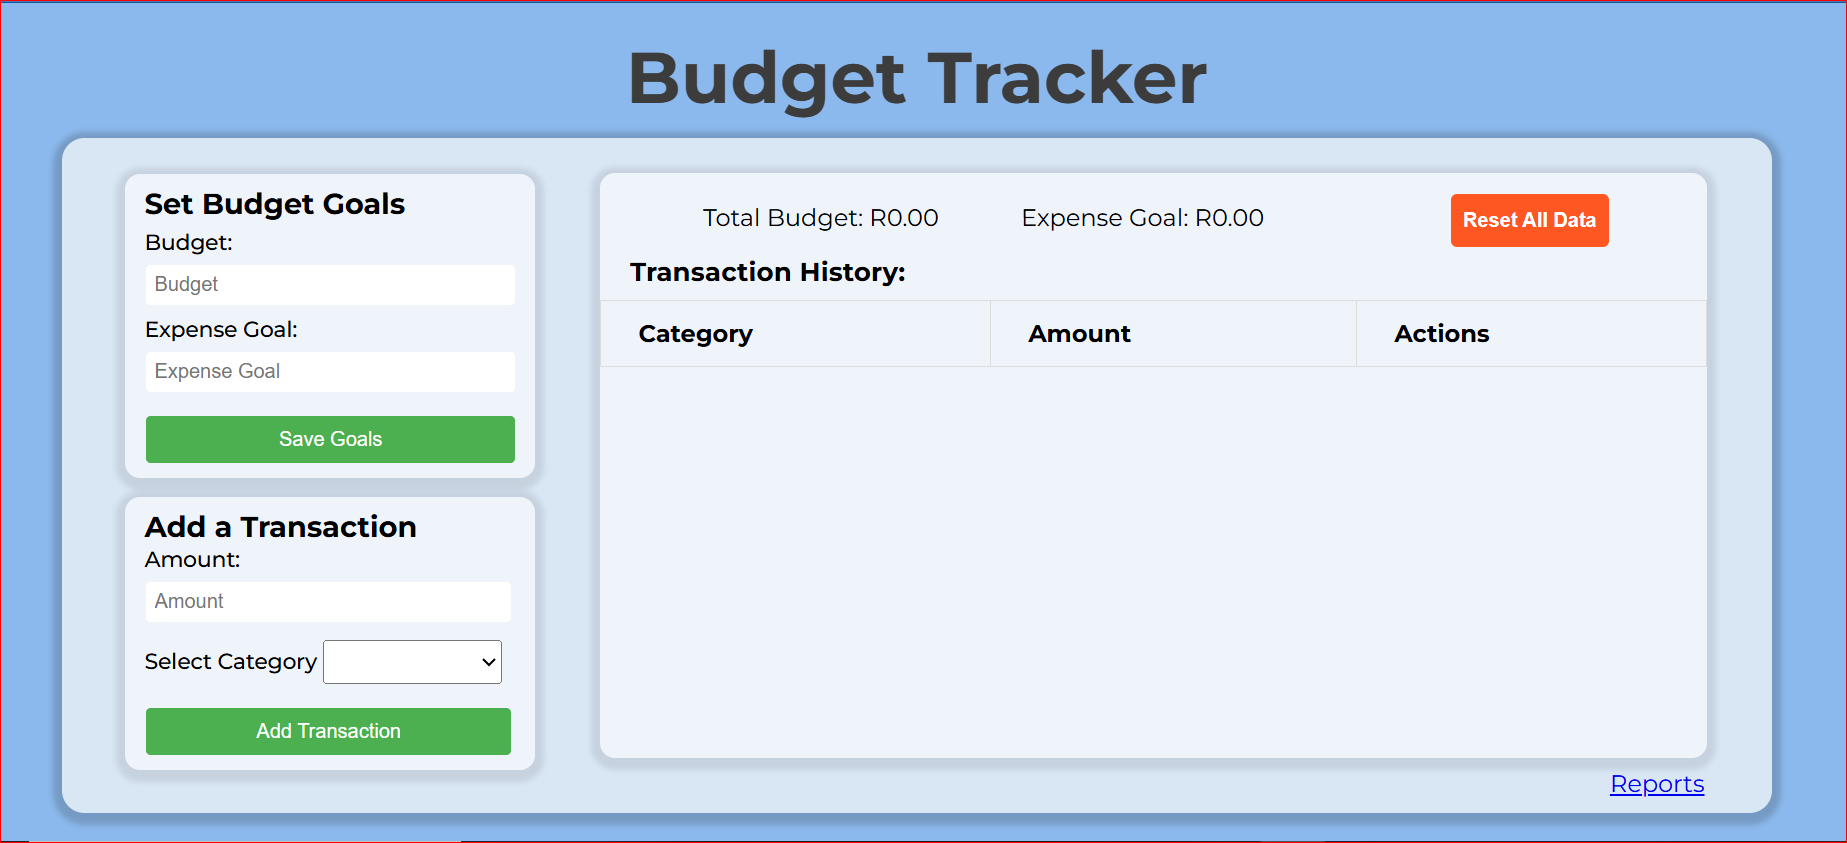 Budget Tracker
Set Budget Goals
Budget:
Budget
Expense Goal:
Expense Goal
Save Goals
Add a Transaction
Amount:
Amount
Select Category
Add Transaction
Total Budget: R0.00 Expense Goal: R0.00 Reset All Data
Transaction History:
Category Amount Actions
Reports